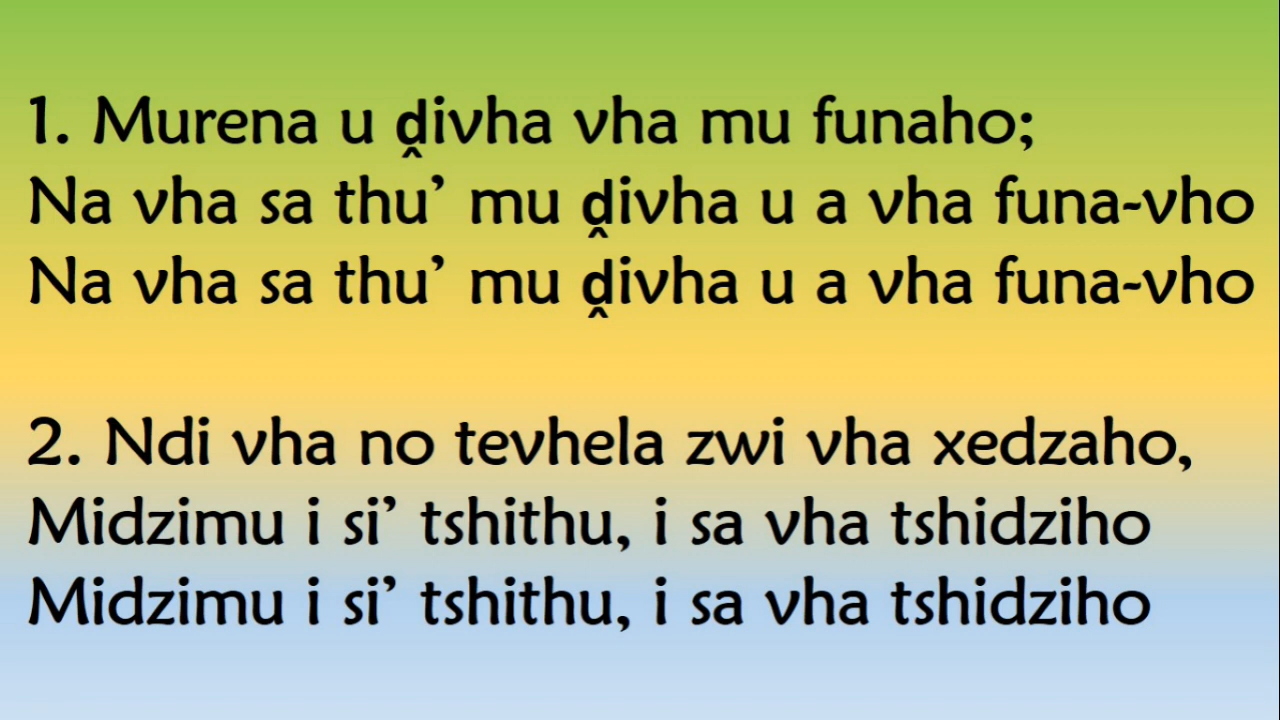 1. Murena u ḓivha vha mu funaho;
Na vha sa thu’ mu ḓivha u a vha funa-vho
Na vha sa thu’ mu ḓivha u a vha funa-vho
2. Ndi vha no tevhela zwi vha xedzaho,
Midzimu i si’ tshithu, i sa vha tshidziho
Midzimu i si’ tshithu, i sa vha tshidziho